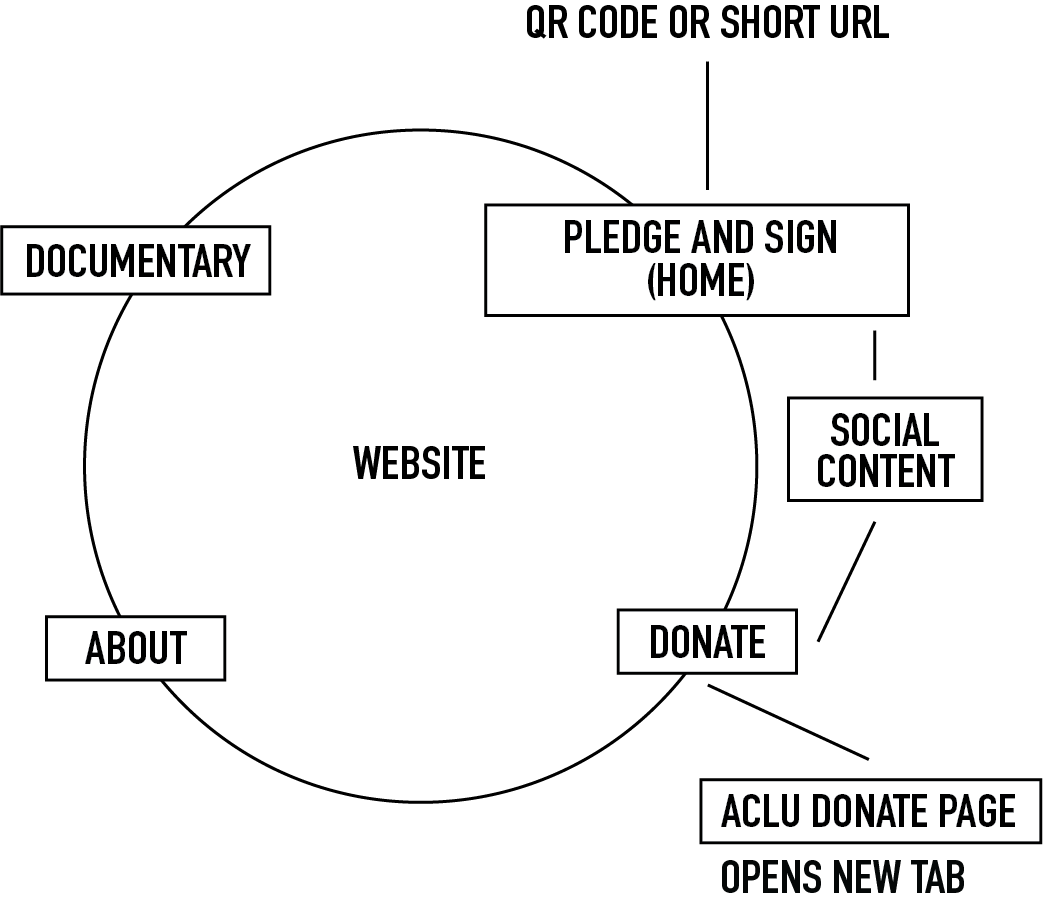 QR CODE OR SHORT URL
PLEDGE AND SIGN
(HOME)
DOCUMENTARY
SOCIAL
CONTENT
WEBSITE
ABOUT
DONATE
ACLU DONATE PAGE
OPENS NEW TAB